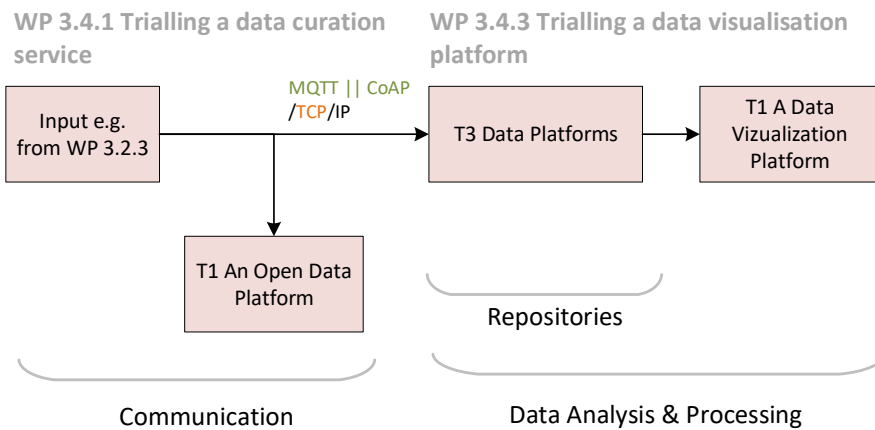 WP 3.4.1 Trialling a data curation
service
WP 3.4.3 Trialling a data visualisation
platform
MQTT || CoAP
/TCP/IP
Input e.g.
from WP 3.2.3
T3 Data Platforms
T1 A Data
Vizualization
Platform
T1 An Open Data
Platform
Repositories
Communication
Data Analysis & Processing